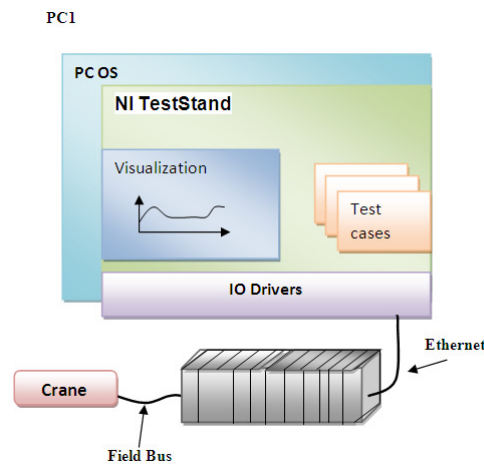 PC1
PC OS
NI TestStand
Visualization
Test
cases
IO Drivers
Ethernet
Crane
Field Bus